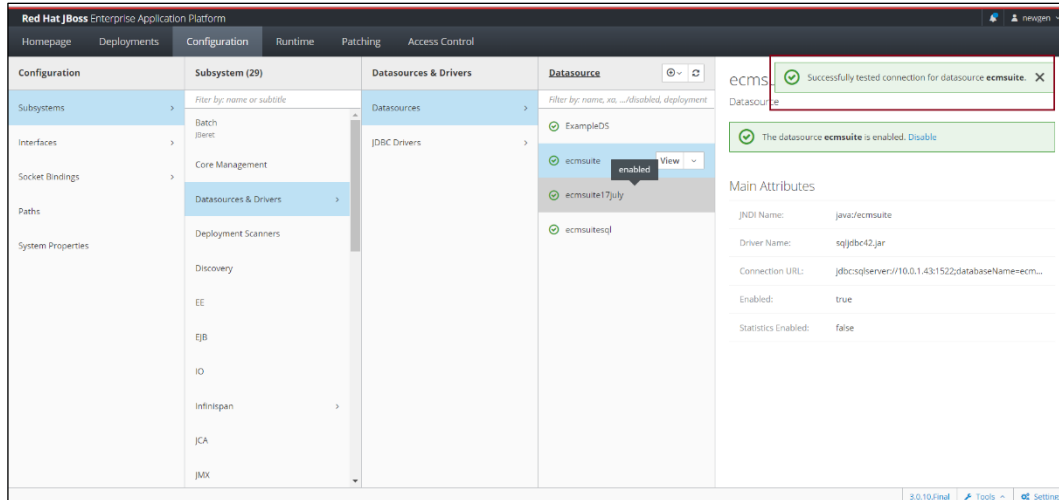 Red Hat JBoss Enterprise Application Platform
newgen
Homepage Deployments Configuration Runtime Patching Access Control
Configuration
Subsystems
Interfaces
Socket Bindings
Paths
System Properties
Subsystem (29)
Fiter by: name or subtitle
Batch
JBeret
Core Management
Datasources & Drivers
Deployment Scanners
Discovery
EE
EJB
IO
Infinispan
JCA
JMX
Datasources & Drivers
Datasources
JDBC Drivers
Datasource
Filter by: name, xa, .../disabled, deployment
ExampleDS
ecmsuite
View
enabled
ecmsuite17july
ecmsuitesql
ecms
Successfully tested connection for datasource ecmsuite.
Datasource
The datasource ecmsuite is enabled. Disable
Main Attributes
JNDI Name: java:/ecmsuite
Driver Name: sqljdbc42.jar
Connection URL: jdbc:sqlserver://10.0.1.43:1522;databaseName=ecm...
Enabled: true
Statistics Enabled: false
3.0.10.Final Tools Setting